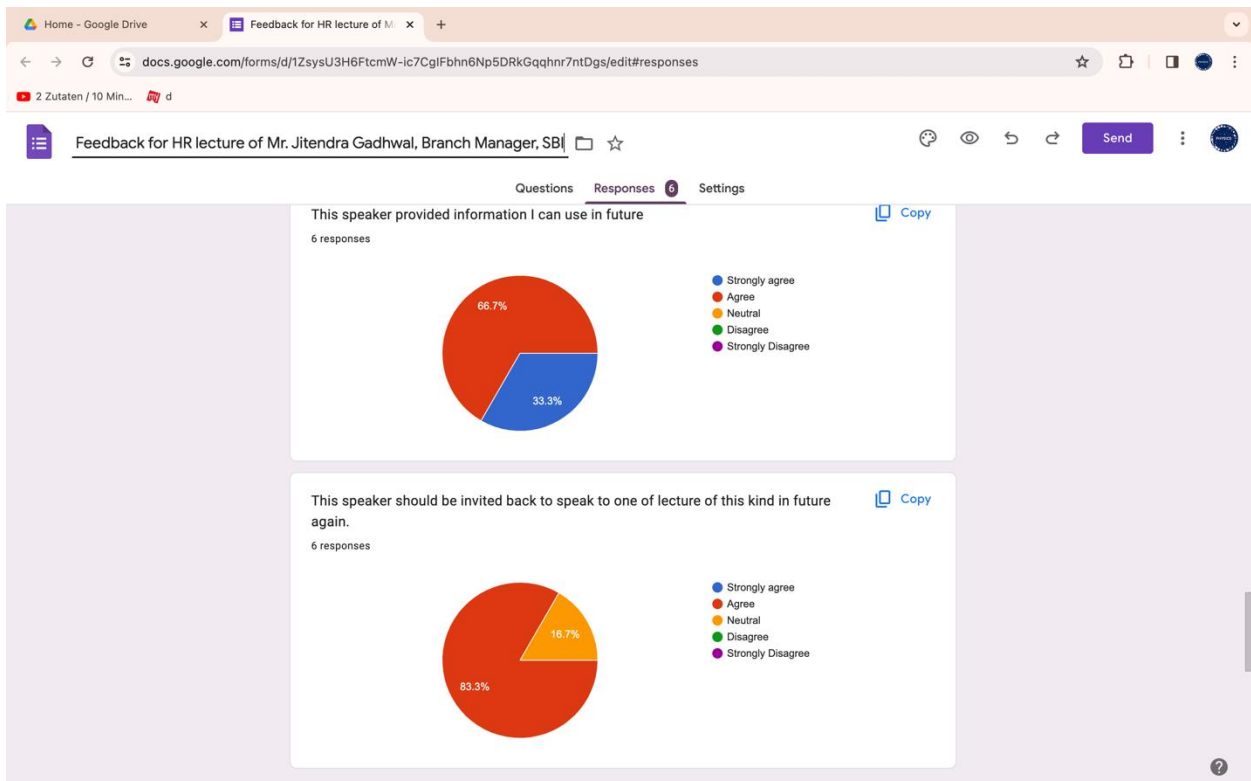 Home - Google Drive
Feedback for HR lecture of M
docs.google.com/forms/d/1ZsysU3H6FtcmW-ic7CgIFbhn6Np5DRkGqqhnr7ntDgs/edit#responses
2 Zutaten / 10 Min...
d
Feedback for HR lecture of Mr. Jitendra Gadhwal, Branch Manager, SBI
Send
Questions Responses 6 Settings
This speaker provided information I can use in future
Copy
6 responses
66.7%
33.3%
Strongly agree
Agree
Neutral
Disagree
Strongly Disagree
This speaker should be invited back to speak to one of lecture of this kind in future
again.
Copy
6 responses
16.7%
83.3%
Strongly agree
Agree
Neutral
Disagree
Strongly Disagree